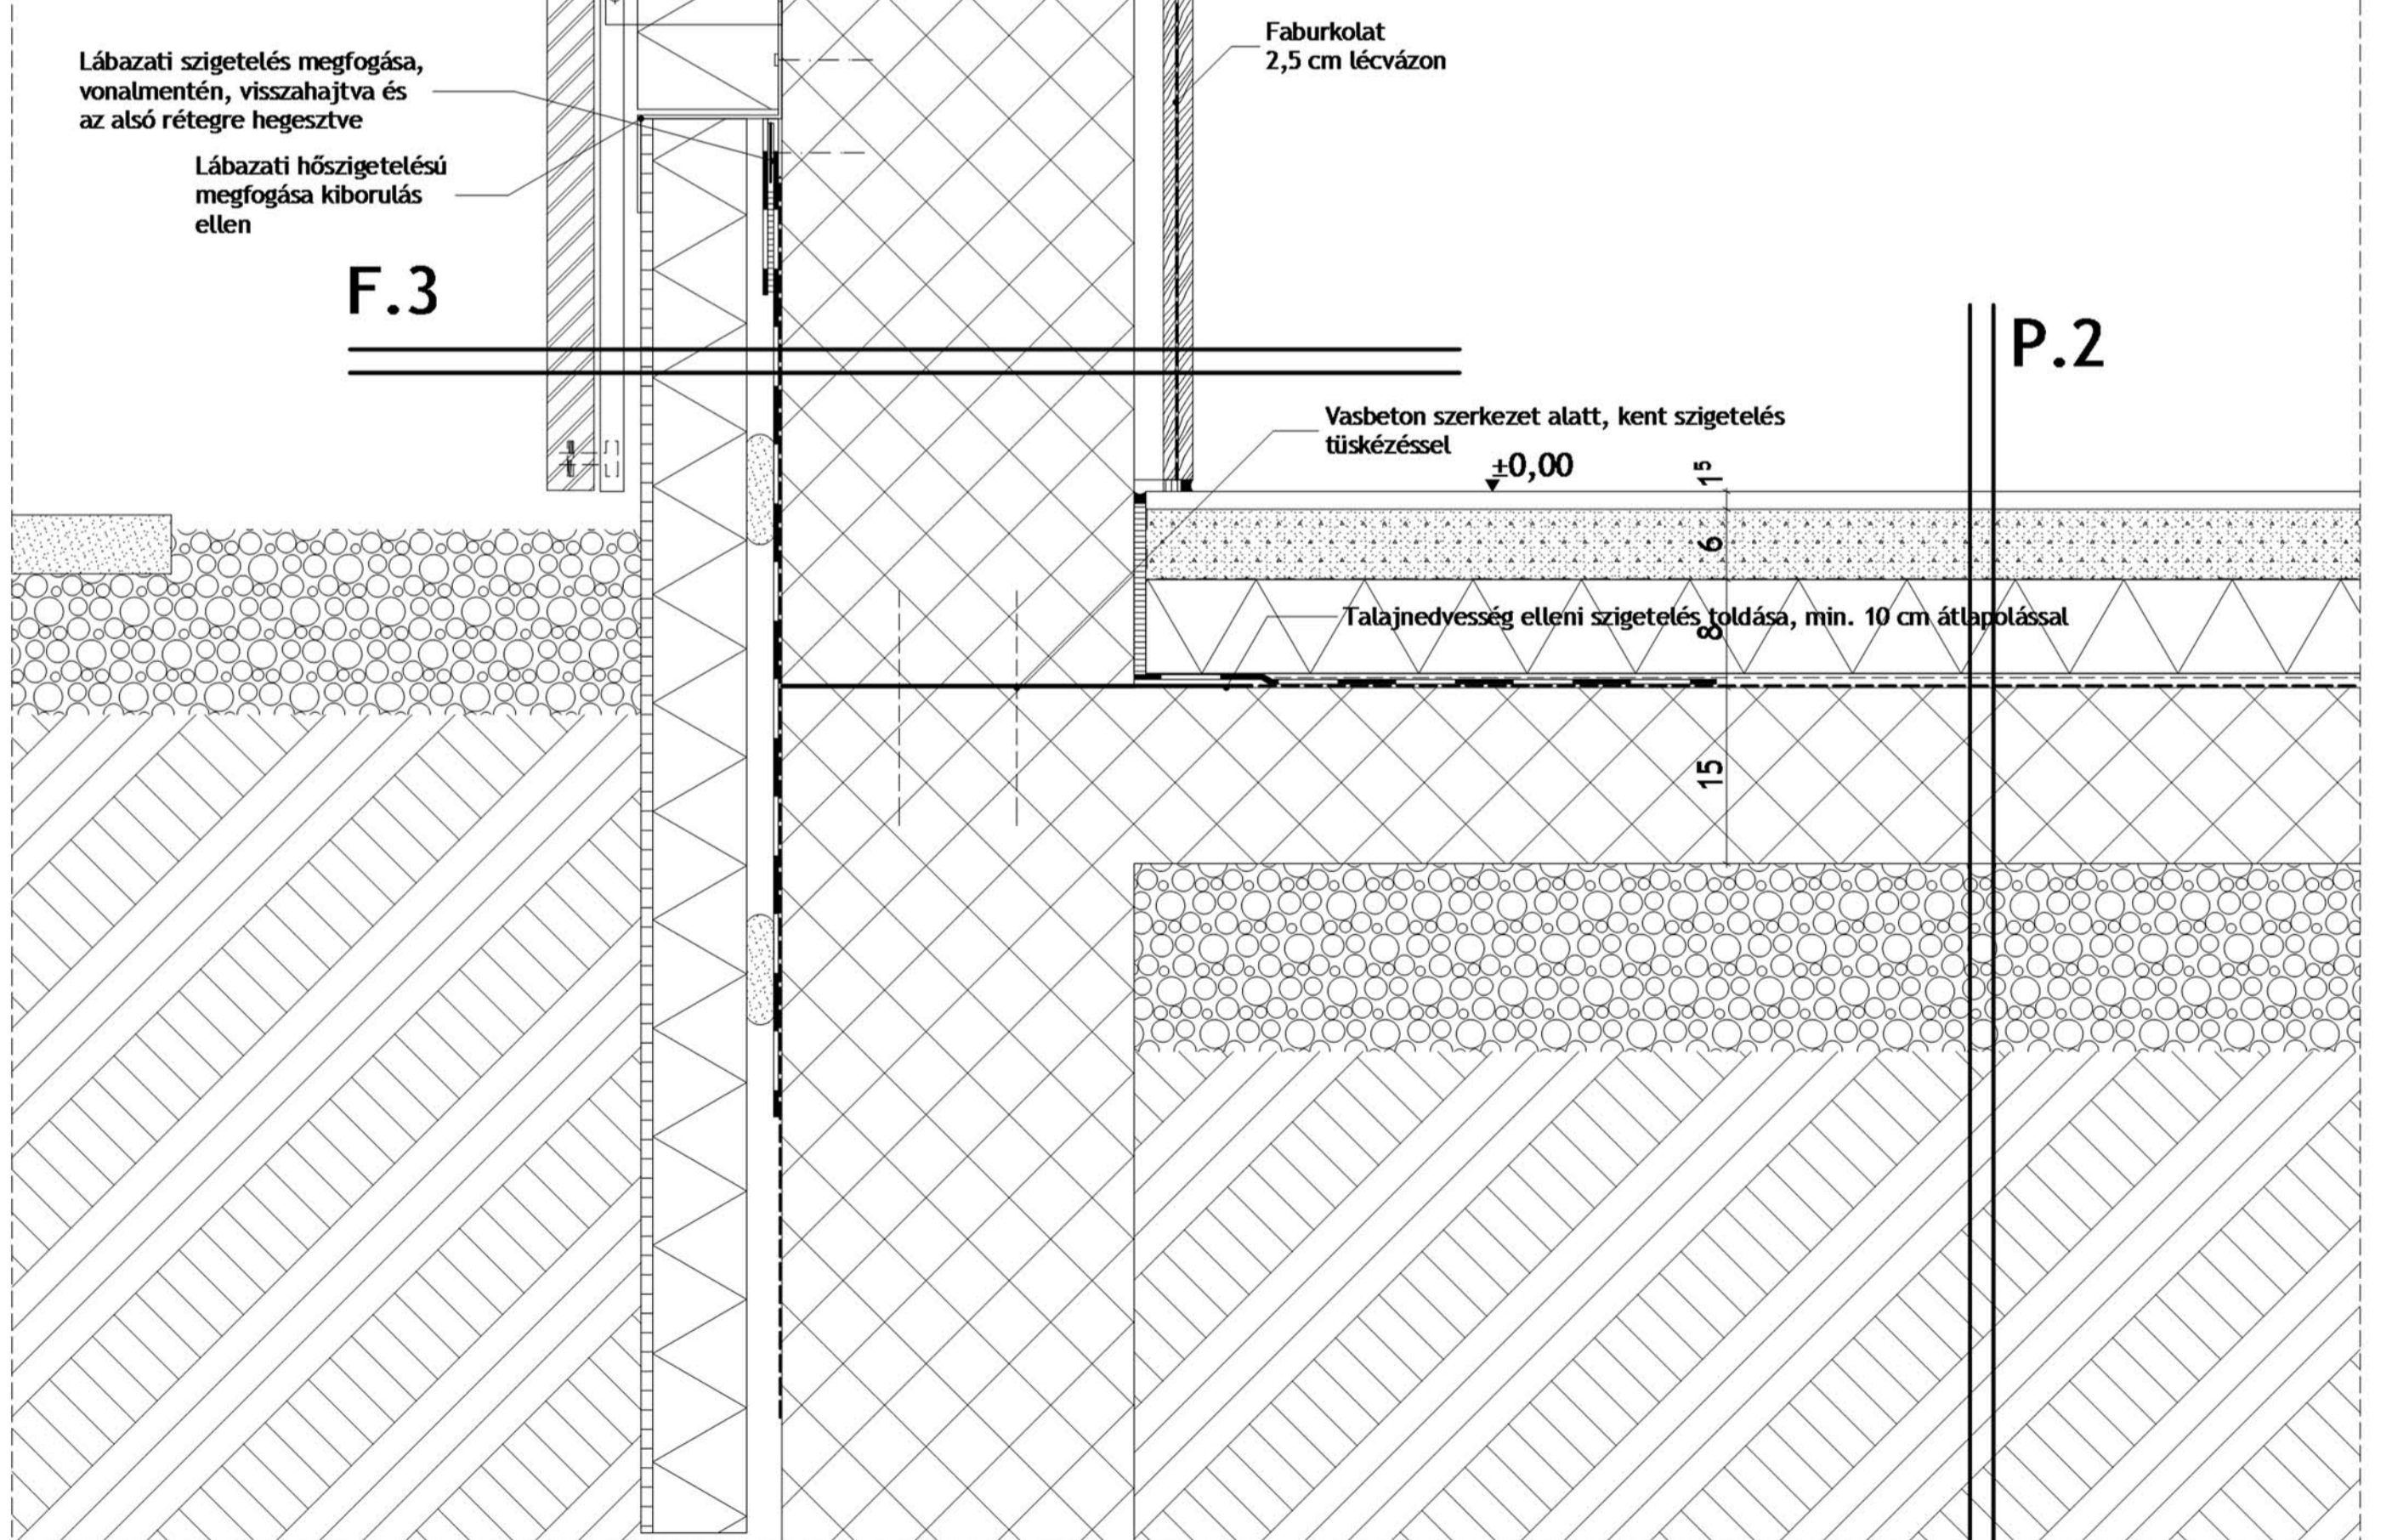 Faburkolat
2,5 cm lécvázon
Lábazati szigetelés megfogása,
vonalmentén, visszahajtva és
az alsó rétegre hegesztve
Lábazati hőszigetelésú
megfogása kiborulás
ellen
F.3
P.2
Vasbeton szerkezet alatt, kent szigetelés
tüskézéssel
±0,00
15
6
Talajnedvesség elleni szigetelés toldása, min. 10 cm átlapolással
8
15